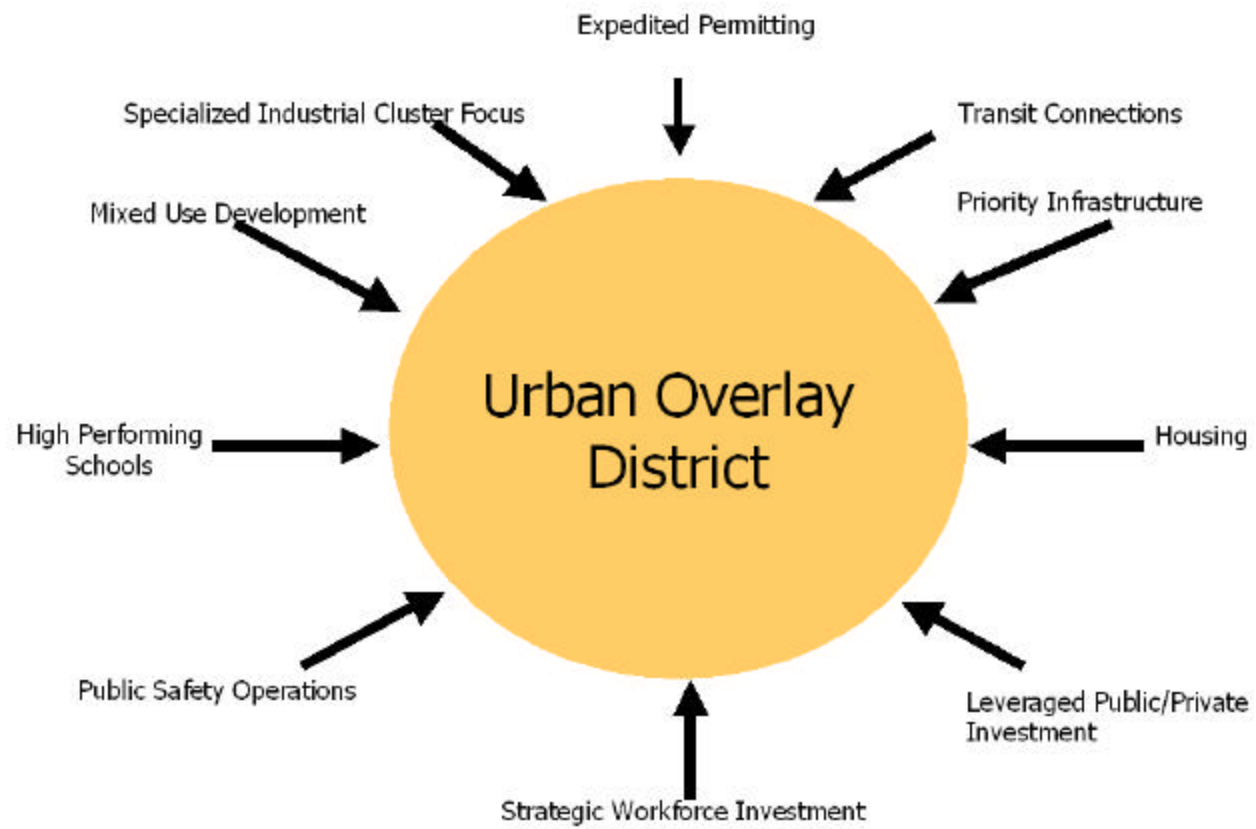 Expedited Permitting
Specialized Industrial Cluster Focus
Transit Connections
Mixed Use Development
Priority Infrastructure
Urban Overlay
District
High Performing
Schools
Housing
Public Safety Operations
Leveraged Public/Private
Investment
Strategic Workforce Investment